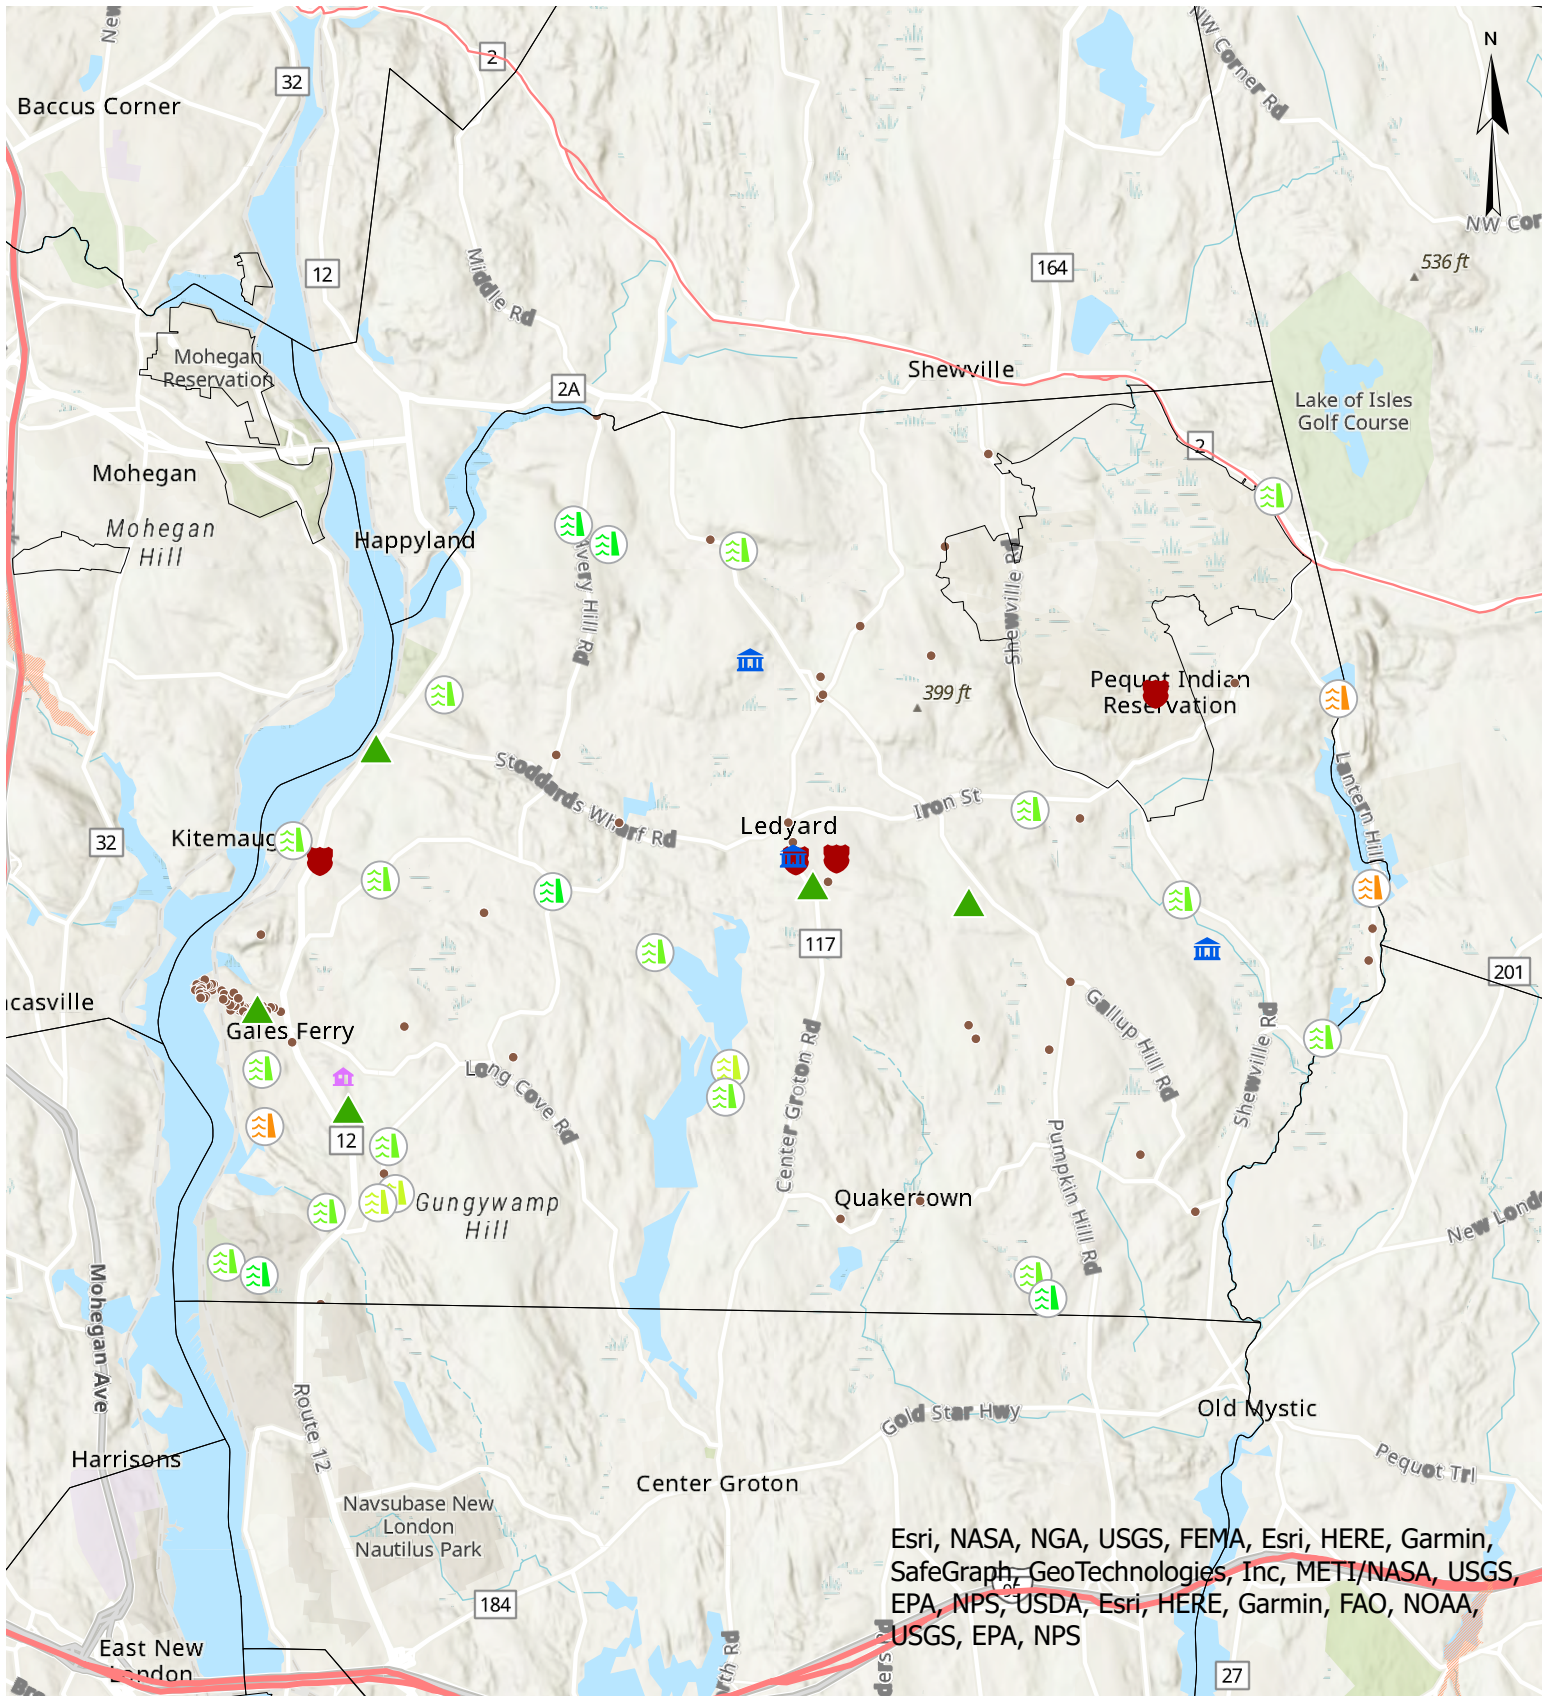 N
NW Corner Rd
2
32
Baccus Corner
NW Cor
536 ft
12
164
Middle Rd
Mohegan
Reservation
Shewville
2A
Lake of Isles
Golf Course
2
Mohegan
Mohegan
Hill
Happyland
Shewville Rd
Pequot Indian
Reservation
399 ft
Stoddards Wharf Rd
Iron St
Lantern Hill
Ledyard
32
117
201
Gales Ferry
Gallup Hill Rd
Shewville Rd
Long Cove Rd
Center Groton Rd
12
Pumpkin Hill Rd
Quakertown
Gungywamp
Hill
Mohegan Ave
Route 12
Gold Star Hwy
Old Mystic
Pequot Trl
Harrisons
Center Groton
Navsubase New
London
Nautilus Park
184
Esri, NASA, NGA, USGS, FEMA, Esri, HERE, Garmin,
SafeGraph, GeoTechnologies, Inc, METI/NASA, USGS,
EPA, NPS, USDA, Esri, HERE, Garmin, FAO, NOAA,
USGS, EPA, NPS
East New
London
27